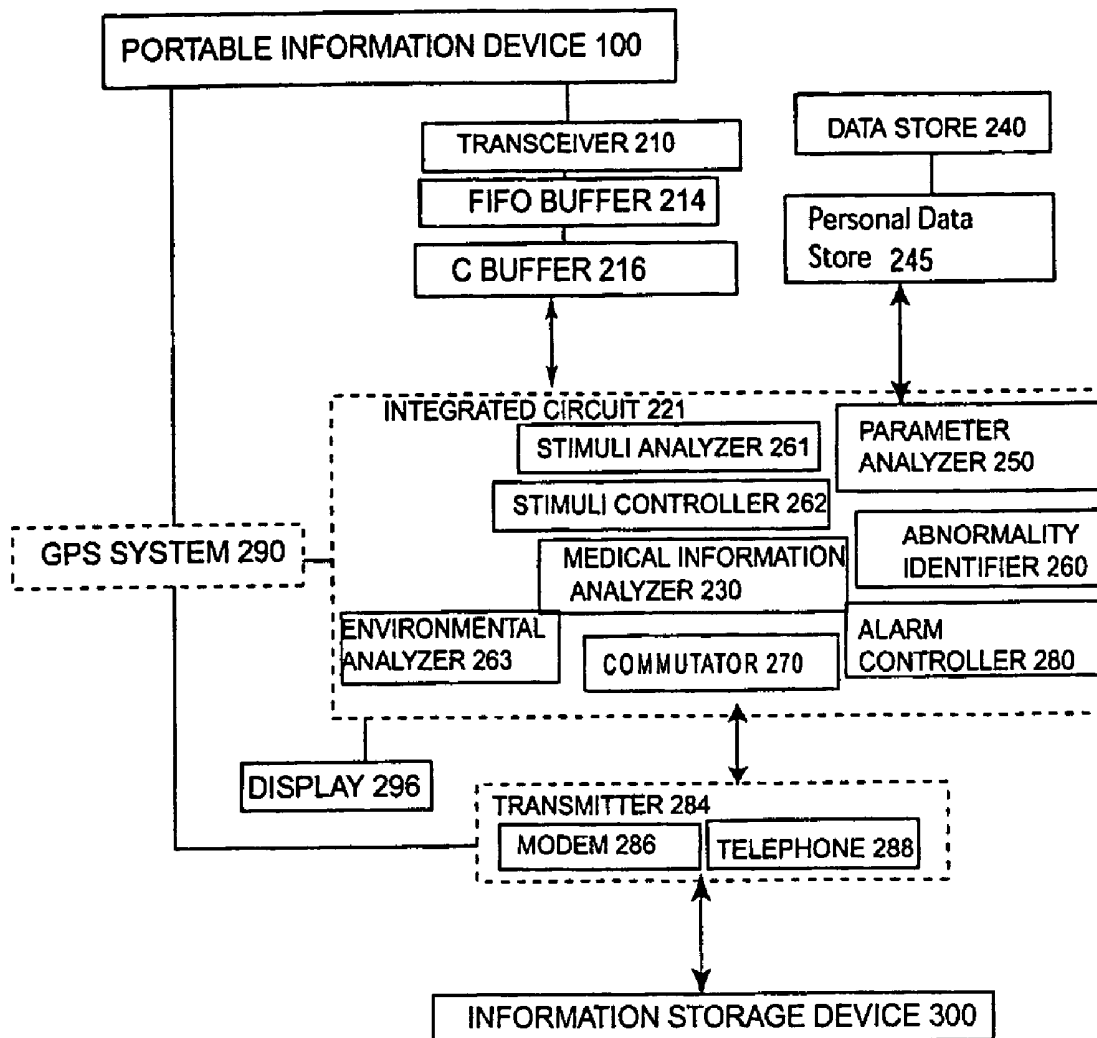 PORTABLE INFORMATION DEVICE 100
TRANSCEIVER 210
FIFO BUFFER 214
C BUFFER 216
DATA STORE 240
Personal Data
Store 245
INTEGRATED CIRCUIT 221
STIMULI ANALYZER 261
PARAMETER
ANALYZER 250
STIMULI CONTROLLER 262
ABNORMALITY
IDENTIFIER 260
GPS SYSTEM 290
MEDICAL INFORMATION
ANALYZER 230
ENVIRONMENTAL
ANALYZER 263
COMMUTATOR 270
ALARM
CONTROLLER 280
DISPLAY 296
TRANSMITTER 284
MODEM 286
TELEPHONE 288
INFORMATION STORAGE DEVICE 300